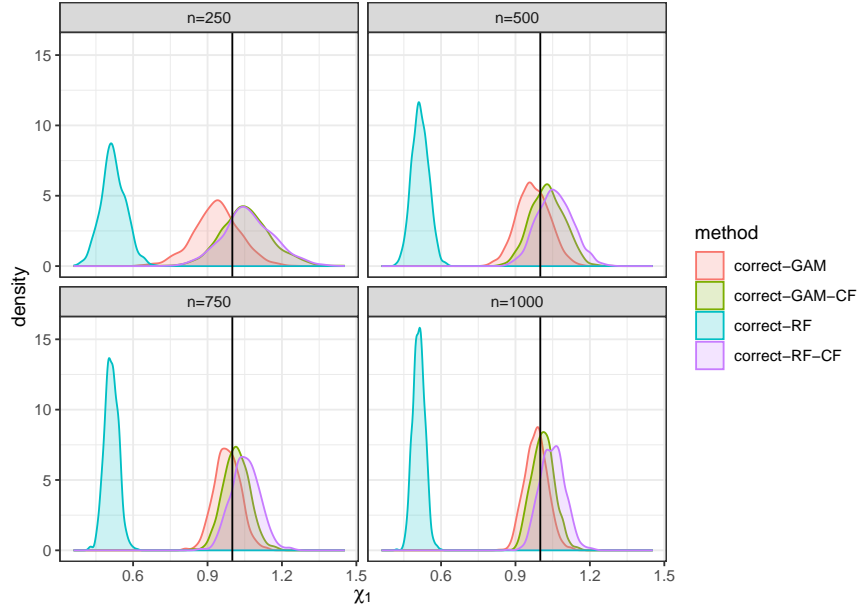 n=250
n=500
15
10
5
0
n=750
n=1000
15
10
5
0
0.6 0.9 1.2 1.5
0.6 0.9 1.2 1.5
density
χ1
method
correct−GAM
correct−GAM−CF
correct−RF
correct−RF−CF